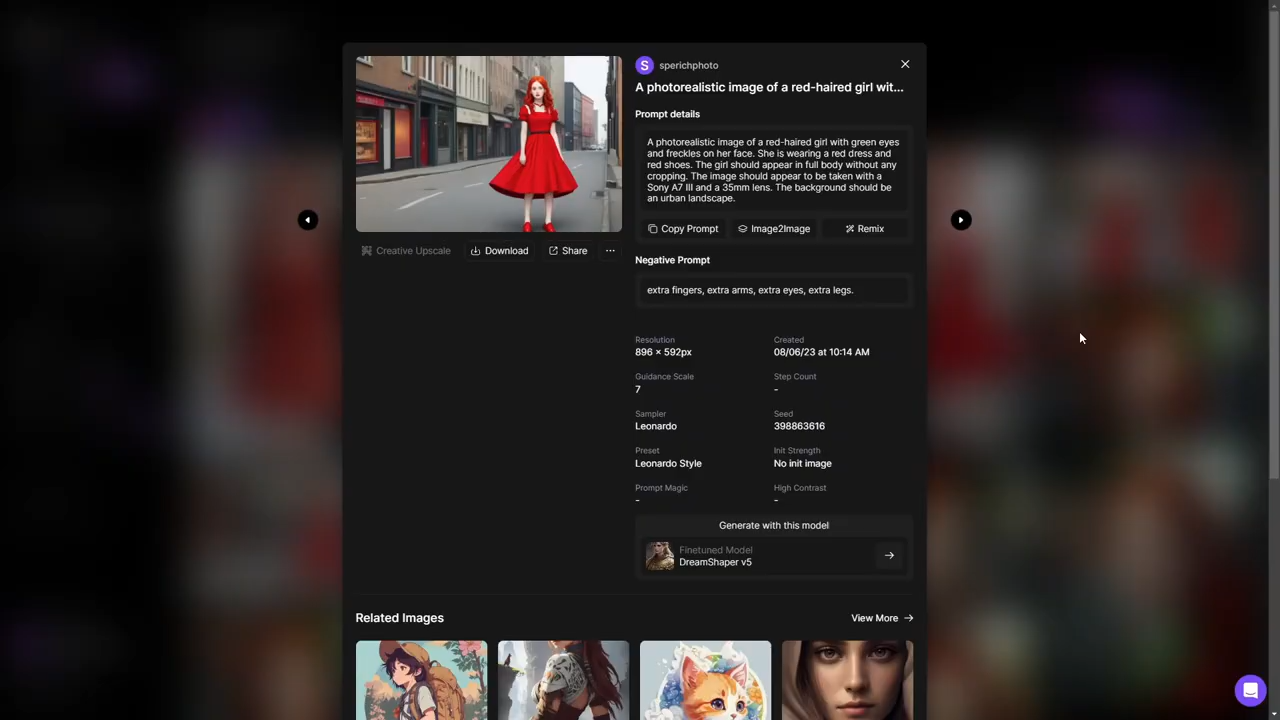 S sperichphoto
A photorealistic image of a red-haired girl wit...
Prompt details
A photorealistic image of a red-haired girl with green eyes
and freckles on her face. She is wearing a red dress and
red shoes. The girl should appear in full body without any
cropping. The image should appear to be taken with a
Sony A7 III and a 35mm lens. The background should be
an urban landscape.
Copy Prompt Image2Image Remix
Creative Upscale Download Share ...
Negative Prompt
extra fingers, extra arms, extra eyes, extra legs.
Resolution Created
896 × 592px 08/06/23 at 10:14 AM
Guidance Scale Step Count
7 -
Sampler Seed
Leonardo 398863616
Preset Init Strength
Leonardo Style No init image
Prompt Magic High Contrast
- -
Generate with this model
Finetuned Model
DreamShaper v5
Related Images View More